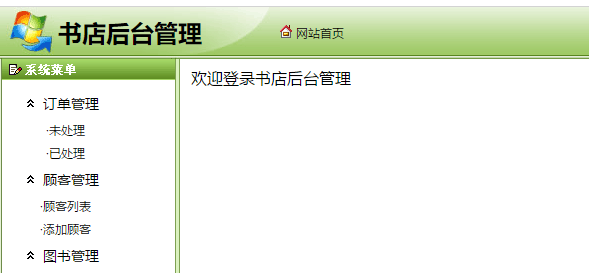 书店后台管理
网站首页
系统菜单
欢迎登录书店后台管理
订单管理
·未处理
·已处理
顾客管理
·顾客列表
·添加顾客
图书管理